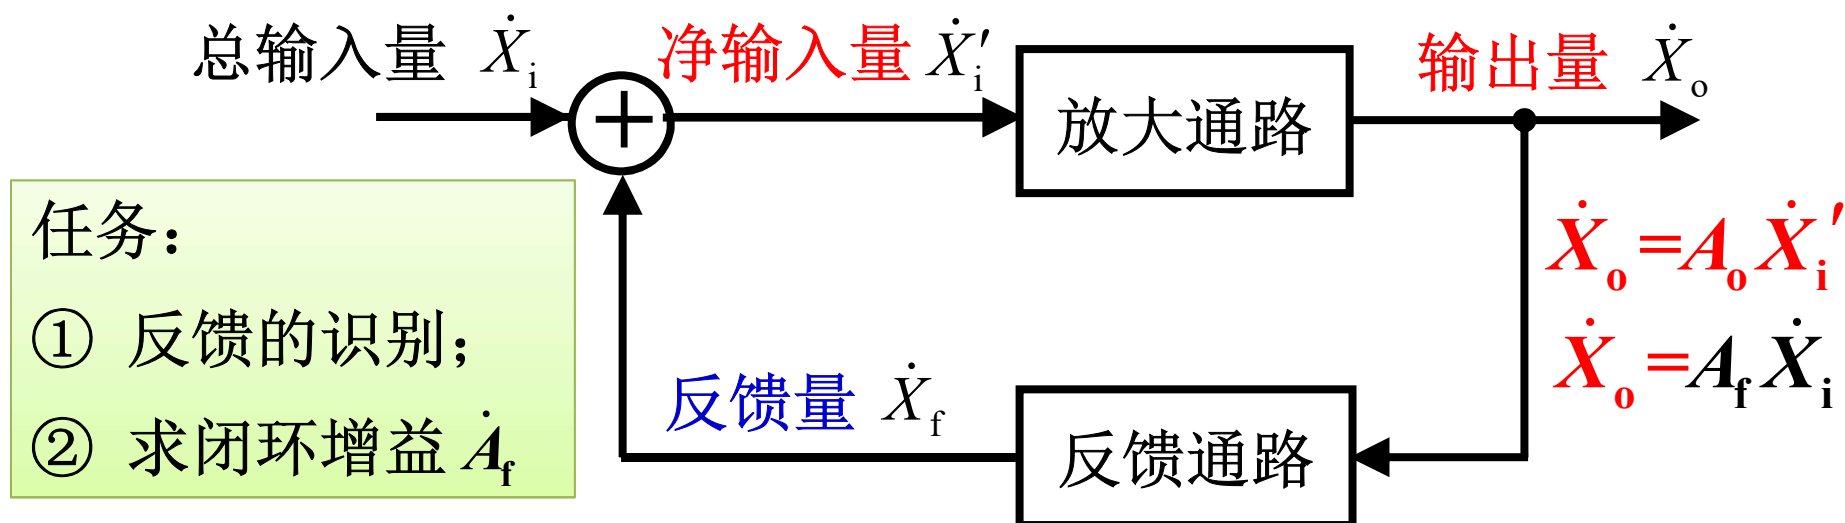 总输入量 Ẋi
净输入量 Ẋ′i
输出量 Ẋo
+
放大通路
任务：
① 反馈的识别；
② 求闭环增益 Ȧf
Ẋo=AoẊ′i
Ẋo=AfẊi
反馈量 Ẋf
反馈通路